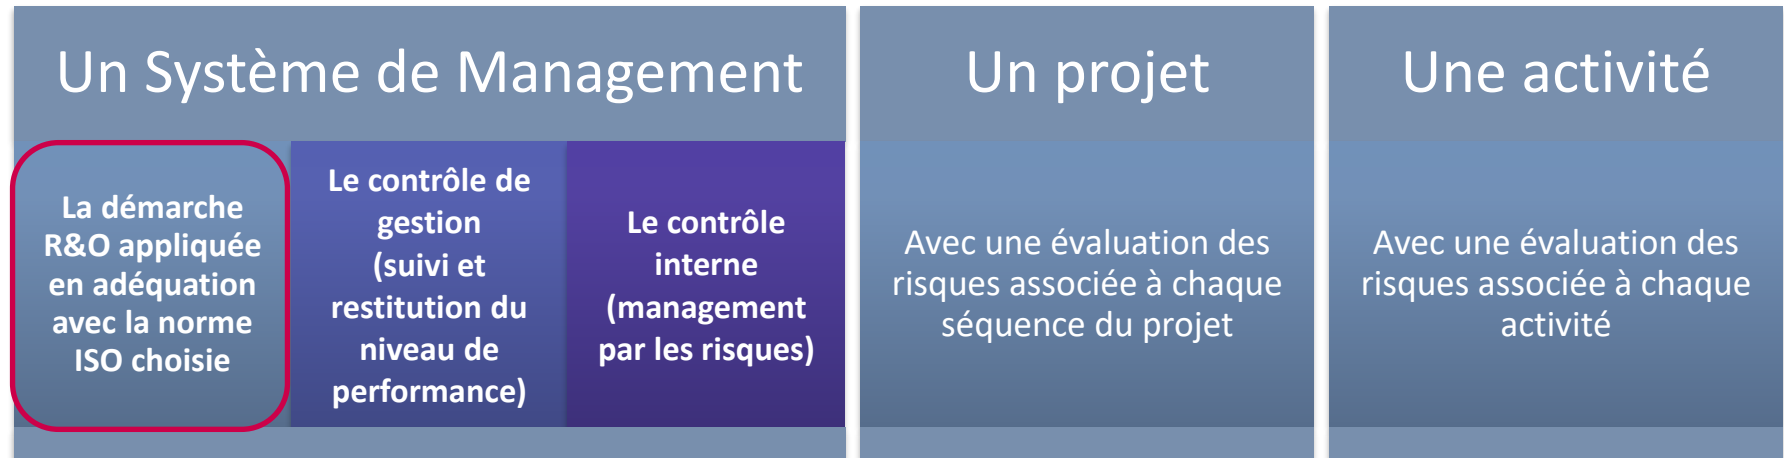 Un Système de Management
La démarche
R&O appliquée
en adéquation
avec la norme
ISO choisie
Le contrôle de
gestion
(suivi et
restitution du
niveau de
performance)
Le contrôle
interne
(management
par les risques)
Un projet
Avec une évaluation des
risques associée à chaque
séquence du projet
Une activité
Avec une évaluation des
risques associée à chaque
activité